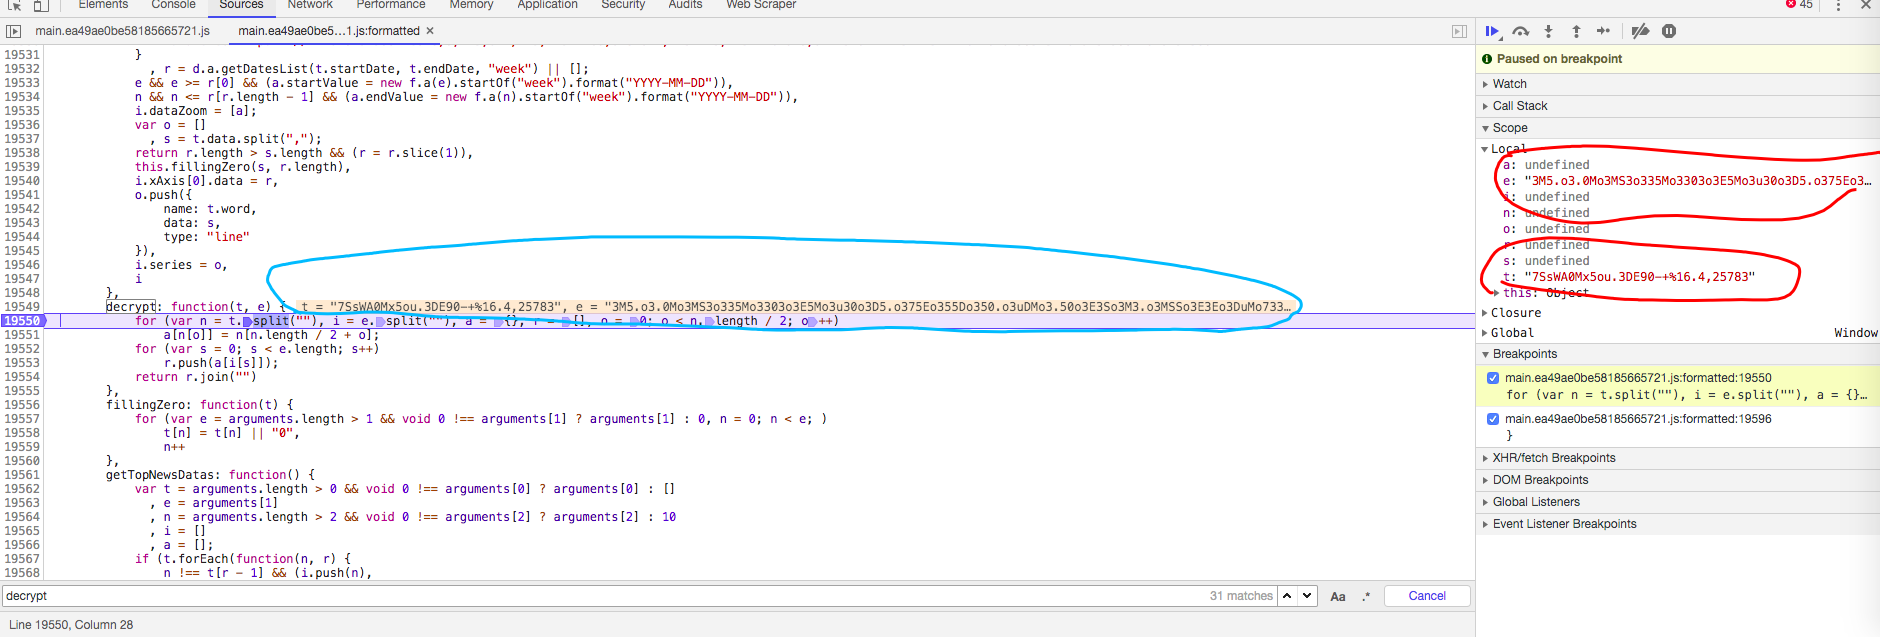 Elements Console Sources Network Performance Memory Application Security Audits Web Scraper 45
main.ea49ae0be58185665721.js main.ea49ae0be5...1.js:formatted ×
19531 }
19532 , r = d.a.getDatesList(t.startDate, t.endDate, "week") || [];
19533 e && e >= r[0] && (a.startValue = new f.a(e).startOf("week").format("YYYY-MM-DD")),
19534 n && n <= r[r.length - 1] && (a.endValue = new f.a(n).startOf("week").format("YYYY-MM-DD")),
19535 i.dataZoom = [a];
19536 var o = []
19537 , s = t.data.split(",");
19538 return r.length > s.length && (r = r.slice(1)),
19539 this.fillingZero(s, r.length),
19540 i.xAxis[0].data = r,
19541 o.push({
19542 name: t.word,
19543 data: s,
19544 type: "line"
19545 }),
19546 i.series = o,
19547 i
19548 },
19549 decrypt: function(t, e) { t = "7SsWA0Mx5ou.3DE90-+%16.4,25783", e = "3M5.o3.0Mo3MS3o335Mo3303o3E5Mo3u30o3D5.o375Eo355Do350.o3uDMo3.50o3E3So3M3.o3MSSo3E3Eo3DuMo733...
19550 for (var n = t.split(""), i = e.split(""), a = {}, r = [], o = 0; o < n.length / 2; o++)
19551 a[n[o]] = n[n.length / 2 + o];
19552 for (var s = 0; s < e.length; s++)
19553 r.push(a[i[s]]);
19554 return r.join("")
19555 },
19556 fillingZero: function(t) {
19557 for (var e = arguments.length > 1 && void 0 !== arguments[1] ? arguments[1] : 0, n = 0; n < e; )
19558 t[n] = t[n] || "0",
19559 n++
19560 },
19561 getTopNewsDatas: function() {
19562 var t = arguments.length > 0 && void 0 !== arguments[0] ? arguments[0] : []
19563 , e = arguments[1]
19564 , n = arguments.length > 2 && void 0 !== arguments[2] ? arguments[2] : 10
19565 , i = []
19566 , a = [];
19567 if (t.forEach(function(n, r) {
19568 n !== t[r - 1] && (i.push(n),
decrypt 31 matches Aa .* Cancel
Line 19550, Column 28
Paused on breakpoint
Watch
Call Stack
Scope
Local
a: undefined
e: "3M5.o3.0Mo3MS3o335Mo3303o3E5Mo3u30o3D5.o375Eo3...
i: undefined
n: undefined
o: undefined
r: undefined
s: undefined
t: "7SsWA0Mx5ou.3DE90-+%16.4,25783"
this: Object
Closure
Global Window
Breakpoints
main.ea49ae0be58185665721.js:formatted:19550
for (var n = t.split(""), i = e.split(""), a = {}...
main.ea49ae0be58185665721.js:formatted:19596
}
XHR/fetch Breakpoints
DOM Breakpoints
Global Listeners
Event Listener Breakpoints